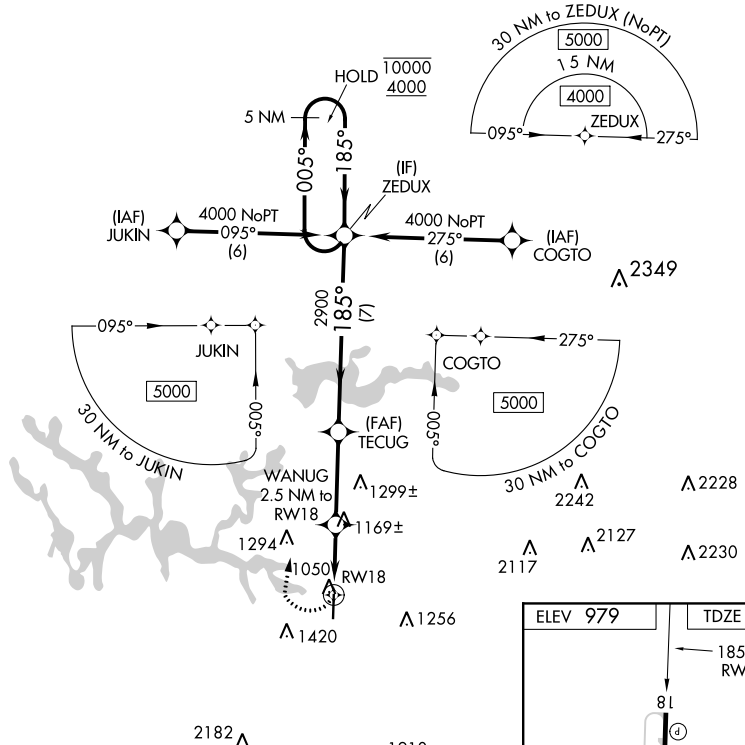 30 NM to ZEDUX (NoPT)
5000
15 NM
4000
ZEDUX
095°
275°
HOLD
10000
4000
5 NM
005°
185°
(IF)
ZEDUX
(IAF)
JUKIN
4000 NoPT
095°
(6)
4000 NoPT
275°
(6)
(IAF)
COGTO
2349
2900
185°
(7)
095°
JUKIN
5000
005°
30 NM to JUKIN
COGTO
275°
5000
005°
30 NM to COGTO
(FAF)
TECUG
WANUG
2.5 NM to
RW18
1299±
1169±
1294
1050
RW18
1420
1256
2242
2228
2117
2127
2230
2182
ELEV 979
TDZE
185
RW
18
P